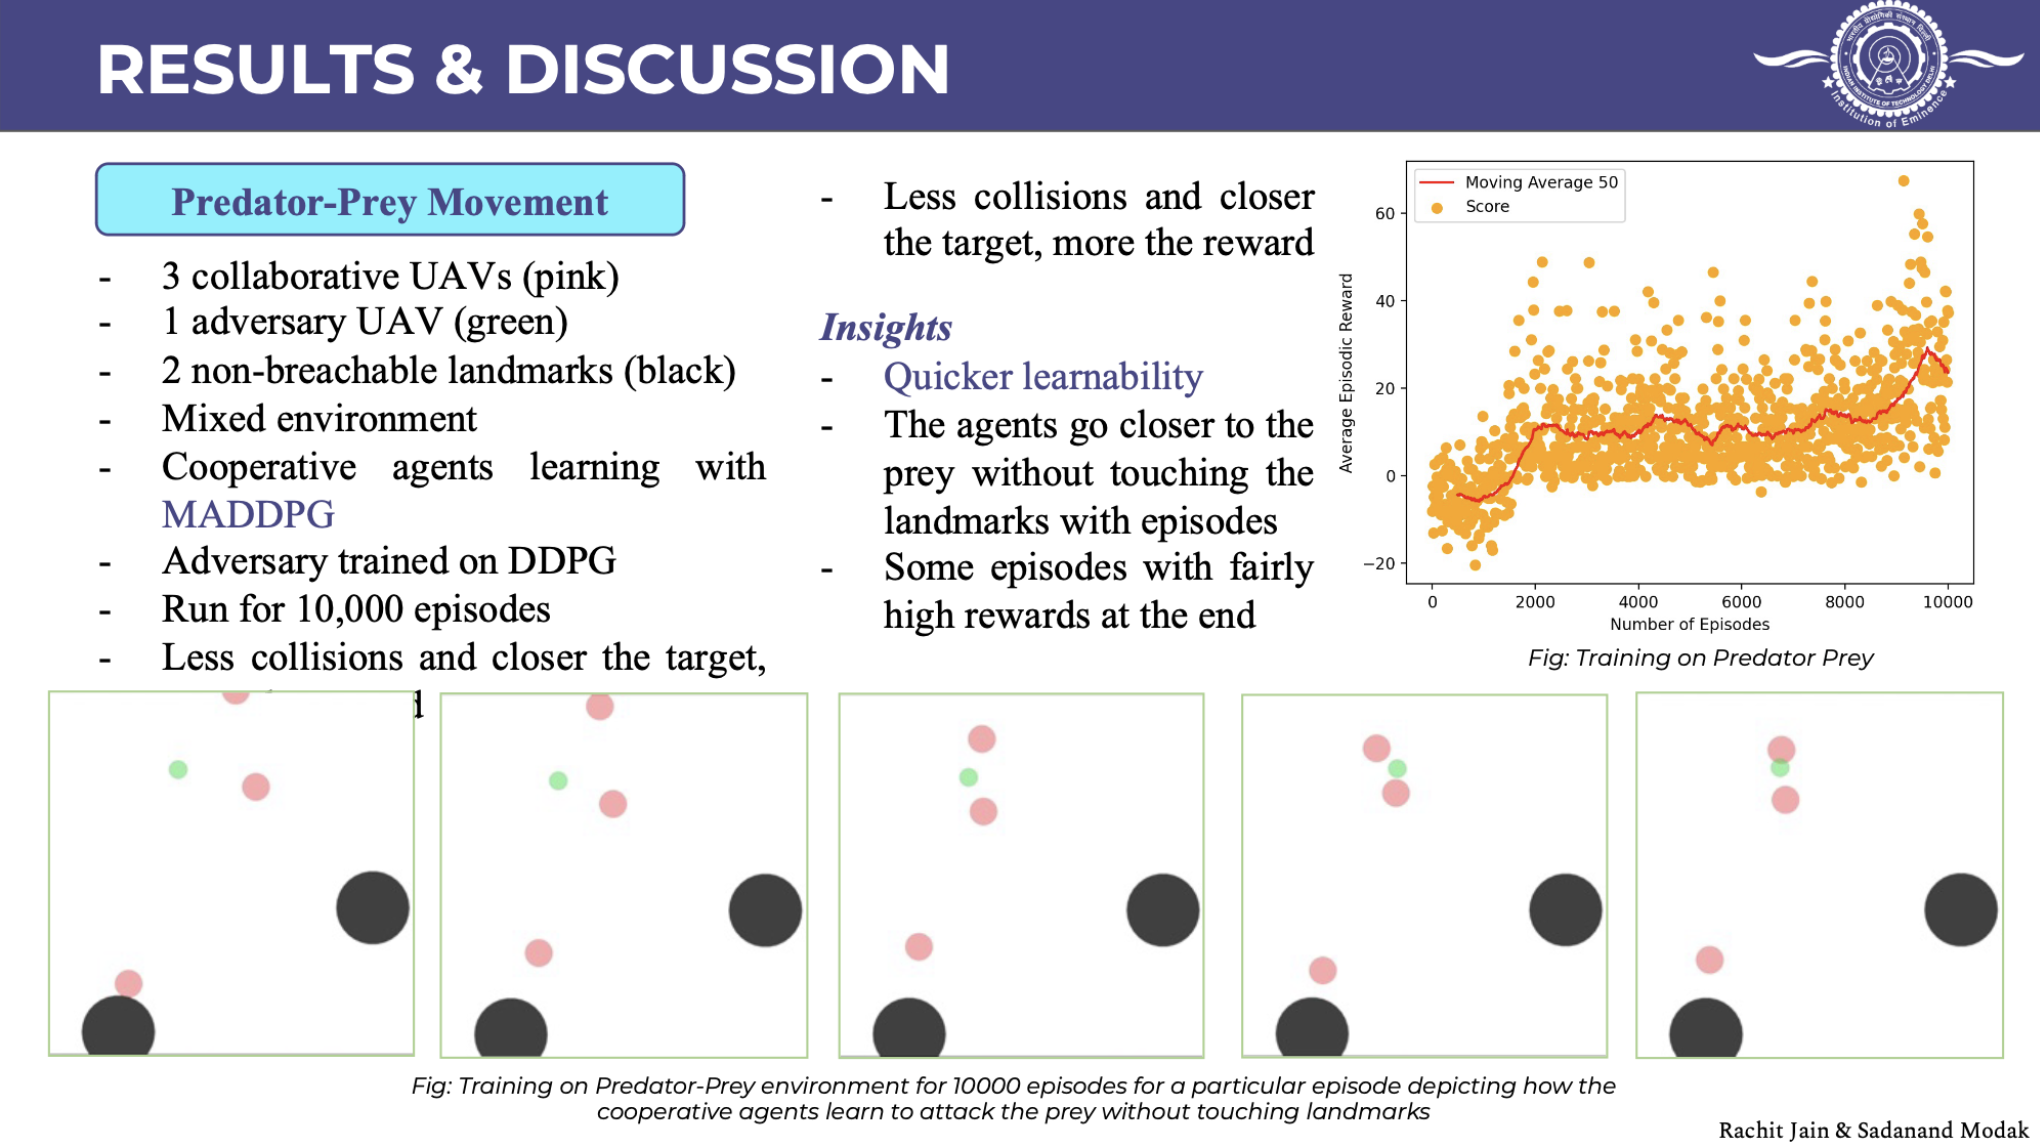 RESULTS & DISCUSSION
Institution of Eminence
Predator-Prey Movement
- 3 collaborative UAVs (pink)
- 1 adversary UAV (green)
- 2 non-breachable landmarks (black)
- Mixed environment
- Cooperative agents learning with
MADDPG
- Adversary trained on DDPG
- Run for 10,000 episodes
- Less collisions and closer the target,
- Less collisions and closer
the target, more the reward
Insights
- Quicker learnability
- The agents go closer to the
prey without touching the
landmarks with episodes
- Some episodes with fairly
high rewards at the end
Moving Average 50
Score
Average Episodic Reward
60
40
20
0
−20
0 2000 4000 6000 8000 10000
Number of Episodes
Fig: Training on Predator Prey
Fig: Training on Predator-Prey environment for 10000 episodes for a particular episode depicting how the
cooperative agents learn to attack the prey without touching landmarks
Rachit Jain & Sadanand Modak